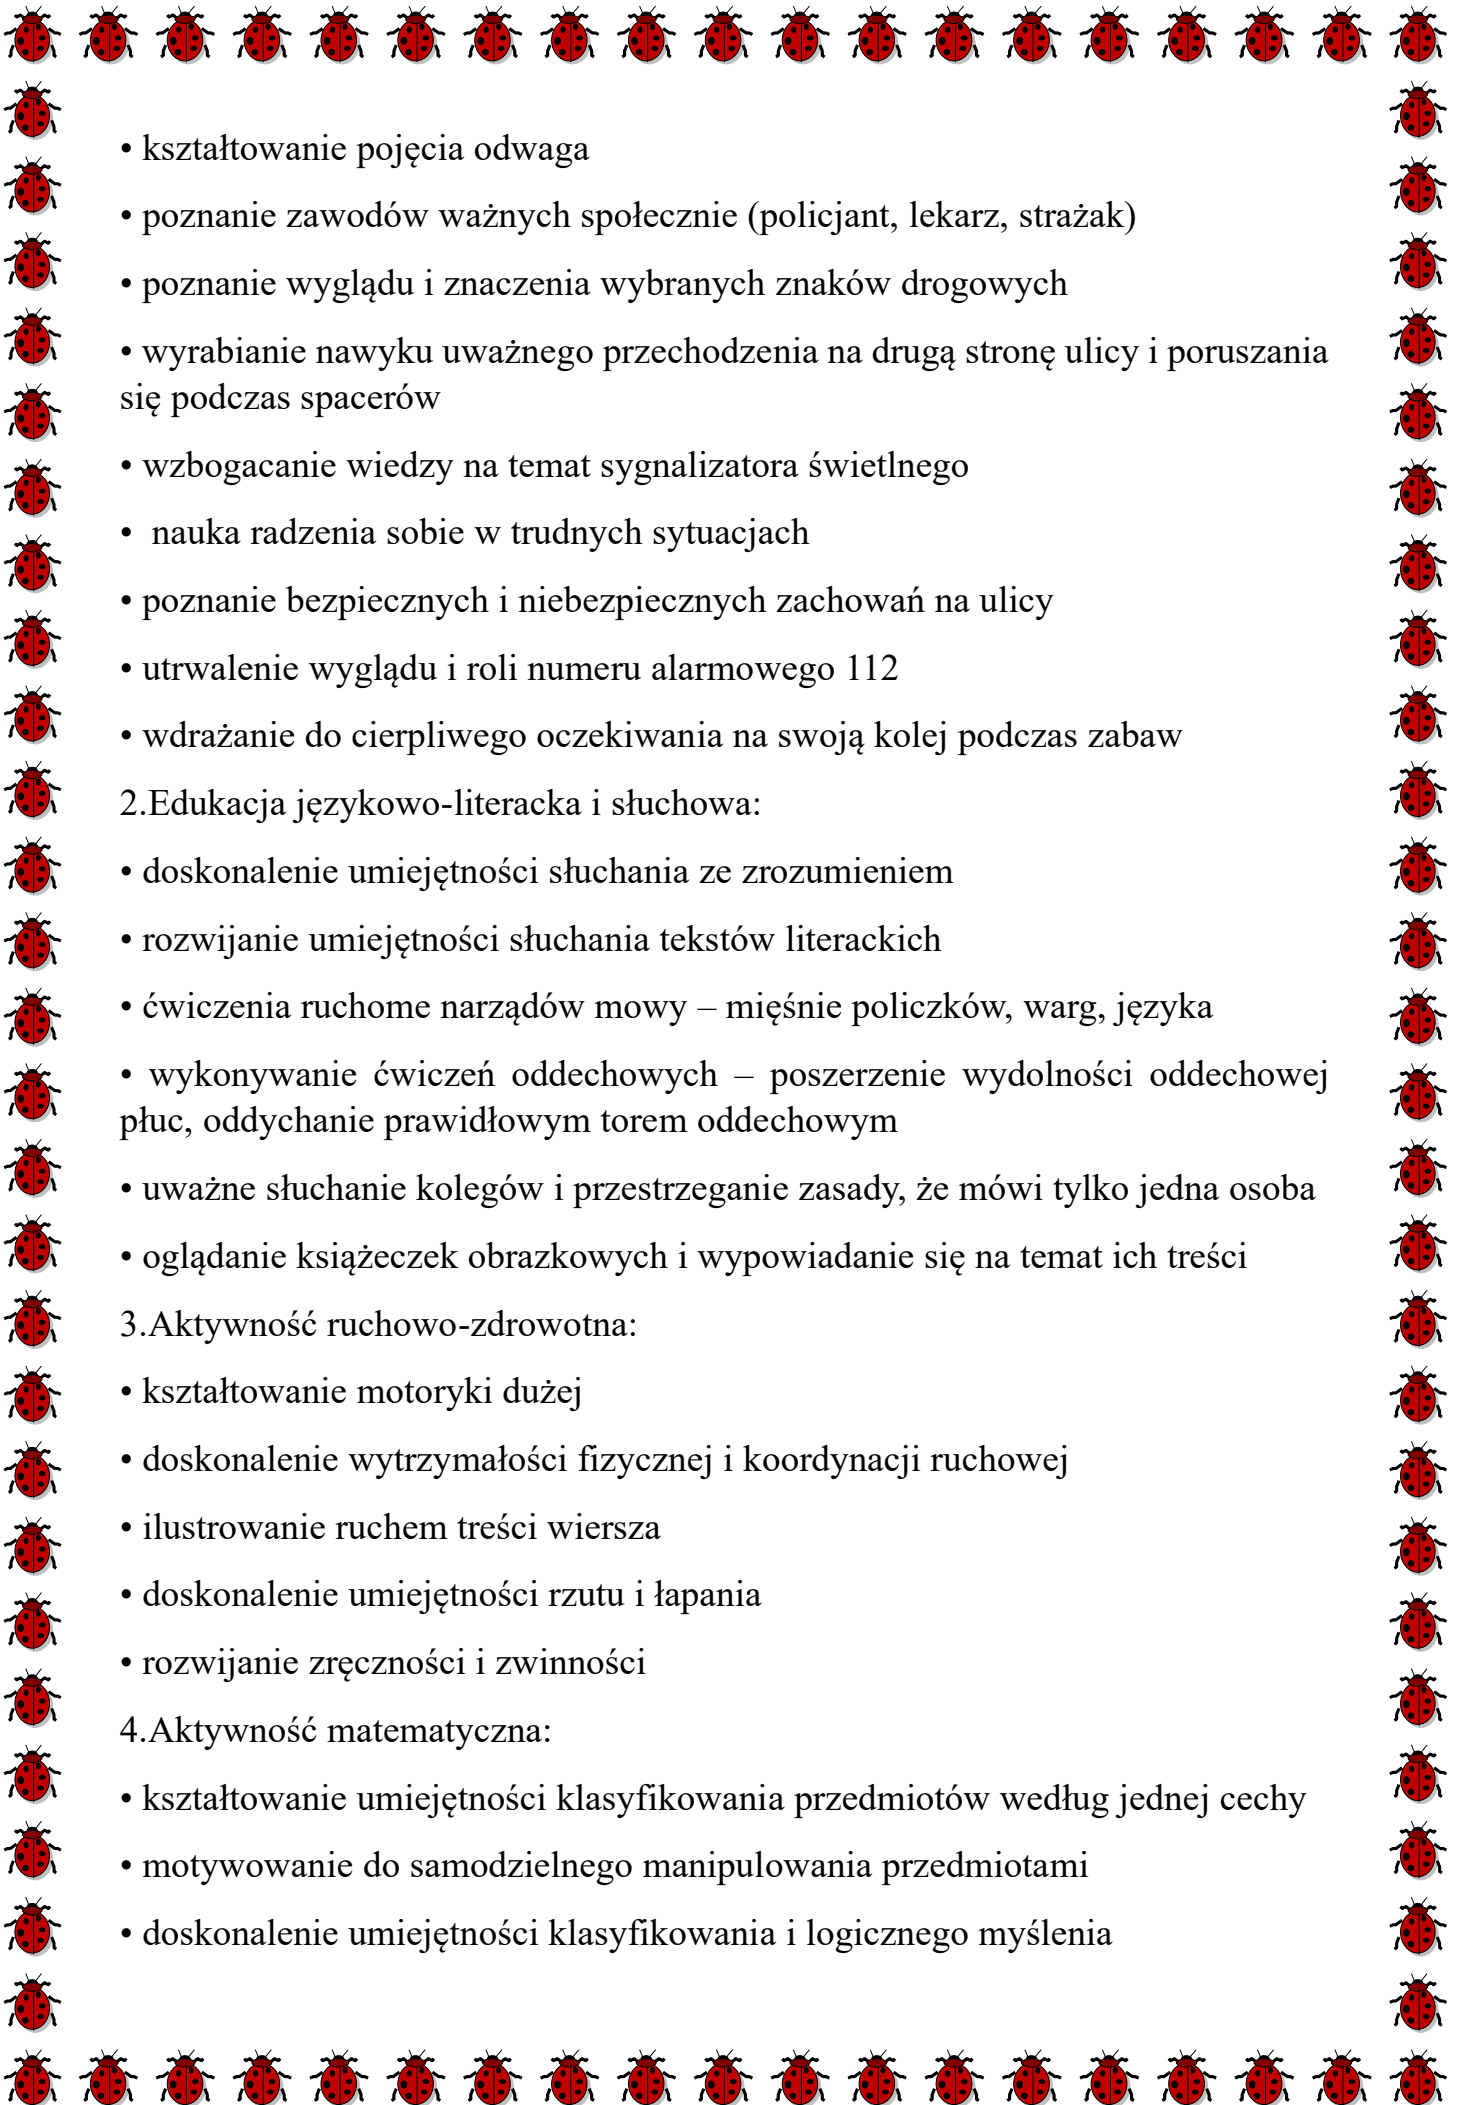 • kształtowanie pojęcia odwaga
• poznanie zawodów ważnych społecznie (policjant, lekarz, strażak)
• poznanie wyglądu i znaczenia wybranych znaków drogowych
• wyrabianie nawyku uważnego przechodzenia na drugą stronę ulicy i poruszania
się podczas spacerów
• wzbogacanie wiedzy na temat sygnalizatora świetlnego
• nauka radzenia sobie w trudnych sytuacjach
• poznanie bezpiecznych i niebezpiecznych zachowań na ulicy
• utrwalenie wyglądu i roli numeru alarmowego 112
• wdrażanie do cierpliwego oczekiwania na swoją kolej podczas zabaw
2.Edukacja językowo-literacka i słuchowa:
• doskonalenie umiejętności słuchania ze zrozumieniem
• rozwijanie umiejętności słuchania tekstów literackich
• ćwiczenia ruchome narządów mowy – mięśnie policzków, warg, języka
• wykonywanie ćwiczeń oddechowych – poszerzenie wydolności oddechowej
płuc, oddychanie prawidłowym torem oddechowym
• uważne słuchanie kolegów i przestrzeganie zasady, że mówi tylko jedna osoba
• oglądanie książeczek obrazkowych i wypowiadanie się na temat ich treści
3.Aktywność ruchowo-zdrowotna:
• kształtowanie motoryki dużej
• doskonalenie wytrzymałości fizycznej i koordynacji ruchowej
• ilustrowanie ruchem treści wiersza
• doskonalenie umiejętności rzutu i łapania
• rozwijanie zręczności i zwinności
4.Aktywność matematyczna:
• kształtowanie umiejętności klasyfikowania przedmiotów według jednej cechy
• motywowanie do samodzielnego manipulowania przedmiotami
• doskonalenie umiejętności klasyfikowania i logicznego myślenia